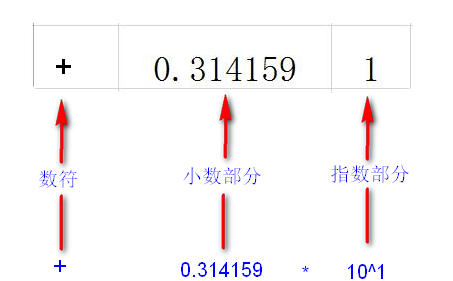 + 0.314159 1
数符 小数部分 指数部分
+ 0.314159 * 10^1